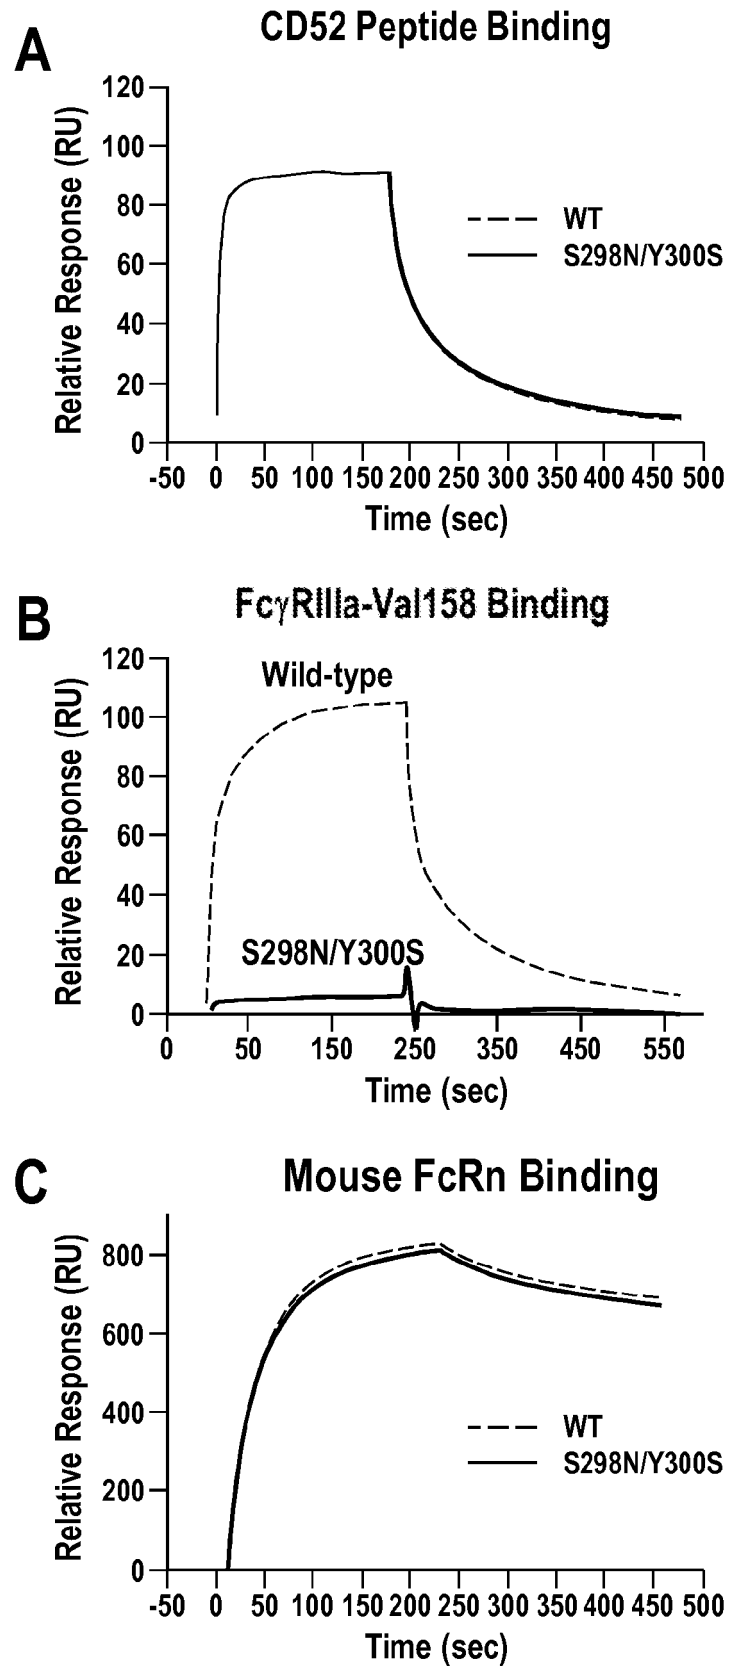 A
CD52 Peptide Binding
Relative Response (RU)
120
100
80
60
40
20
0
WT
S298N/Y300S
-50 0 50 100 150 200 250 300 350 400 450 500
Time (sec)
B
FcγRIIIa-Val158 Binding
Relative Response (RU)
120
100
80
60
40
20
0
Wild-type
S298N/Y300S
0 50 150 250 350 450 550
Time (sec)
C
Mouse FcRn Binding
Relative Response (RU)
800
600
400
200
0
WT
S298N/Y300S
-50 0 50 100 150 200 250 300 350 400 450 500
Time (sec)